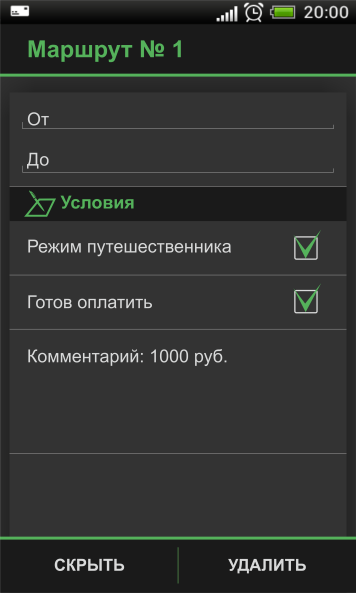 20:00
Маршрут № 1
От
До
Условия
Режим путешественника
Готов оплатить
Комментарий: 1000 руб.
СКРЫТЬ УДАЛИТЬ